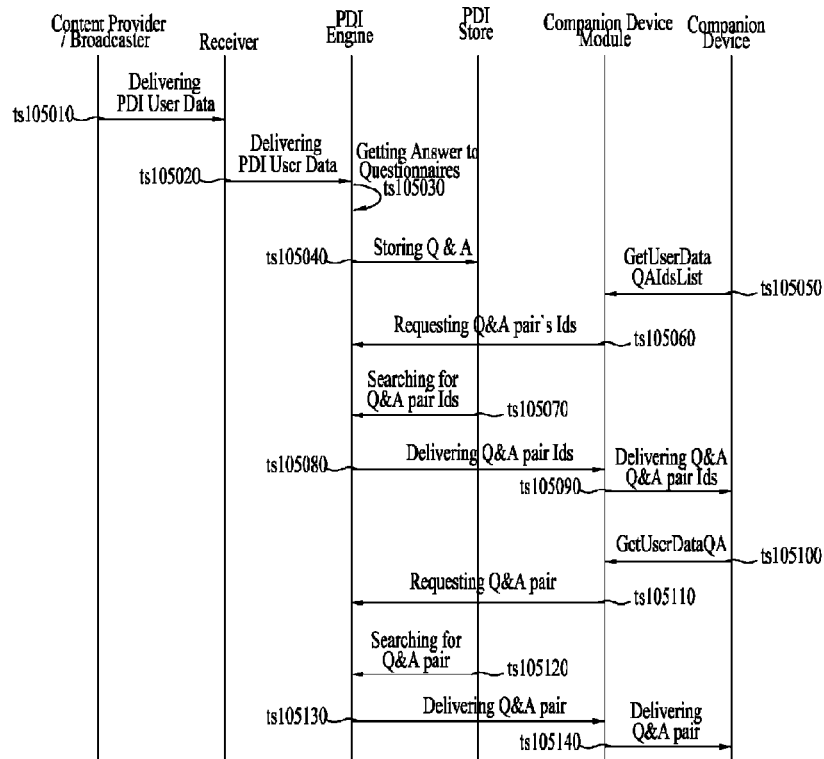 Content Provider
/ Broadcaster
Receiver
PDI
Engine
PDI
Store
Companion Device
Module
Companion
Device
Delivering
PDI User Data
ts105010
Delivering
PDI User Data
ts105020
Getting Answer to
Questionnaires
ts105030
ts105040
Storing Q & A
GetUserData
QAIdsList
ts105050
Requesting Q&A pair`s Ids
ts105060
Searching for
Q&A pair Ids
ts105070
ts105080
Delivering Q&A pair Ids
Delivering Q&A
Q&A pair Ids
ts105090
GetUserDataQA
ts105100
Requesting Q&A pair
ts105110
Searching for
Q&A pair
ts105120
ts105130
Delivering Q&A pair
Delivering
Q&A pair
ts105140